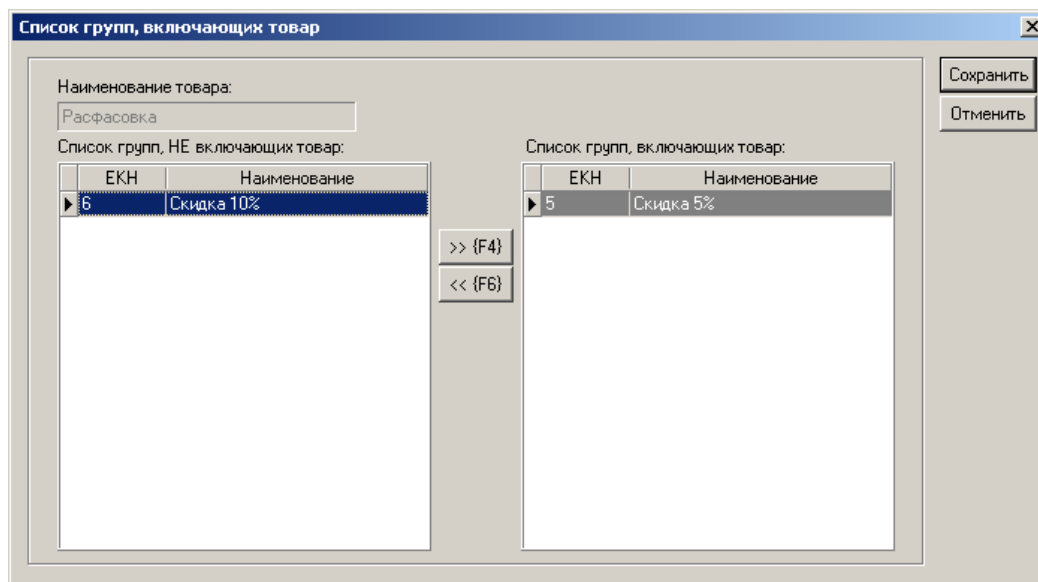 Список групп, включающих товар
Сохранить
Отменить
Наименование товара:
Расфасовка
Список групп, НЕ включающих товар:
ЕКН Наименование
6 Скидка 10%
>> {F4}
<< {F6}
Список групп, включающих товар:
ЕКН Наименование
5 Скидка 5%